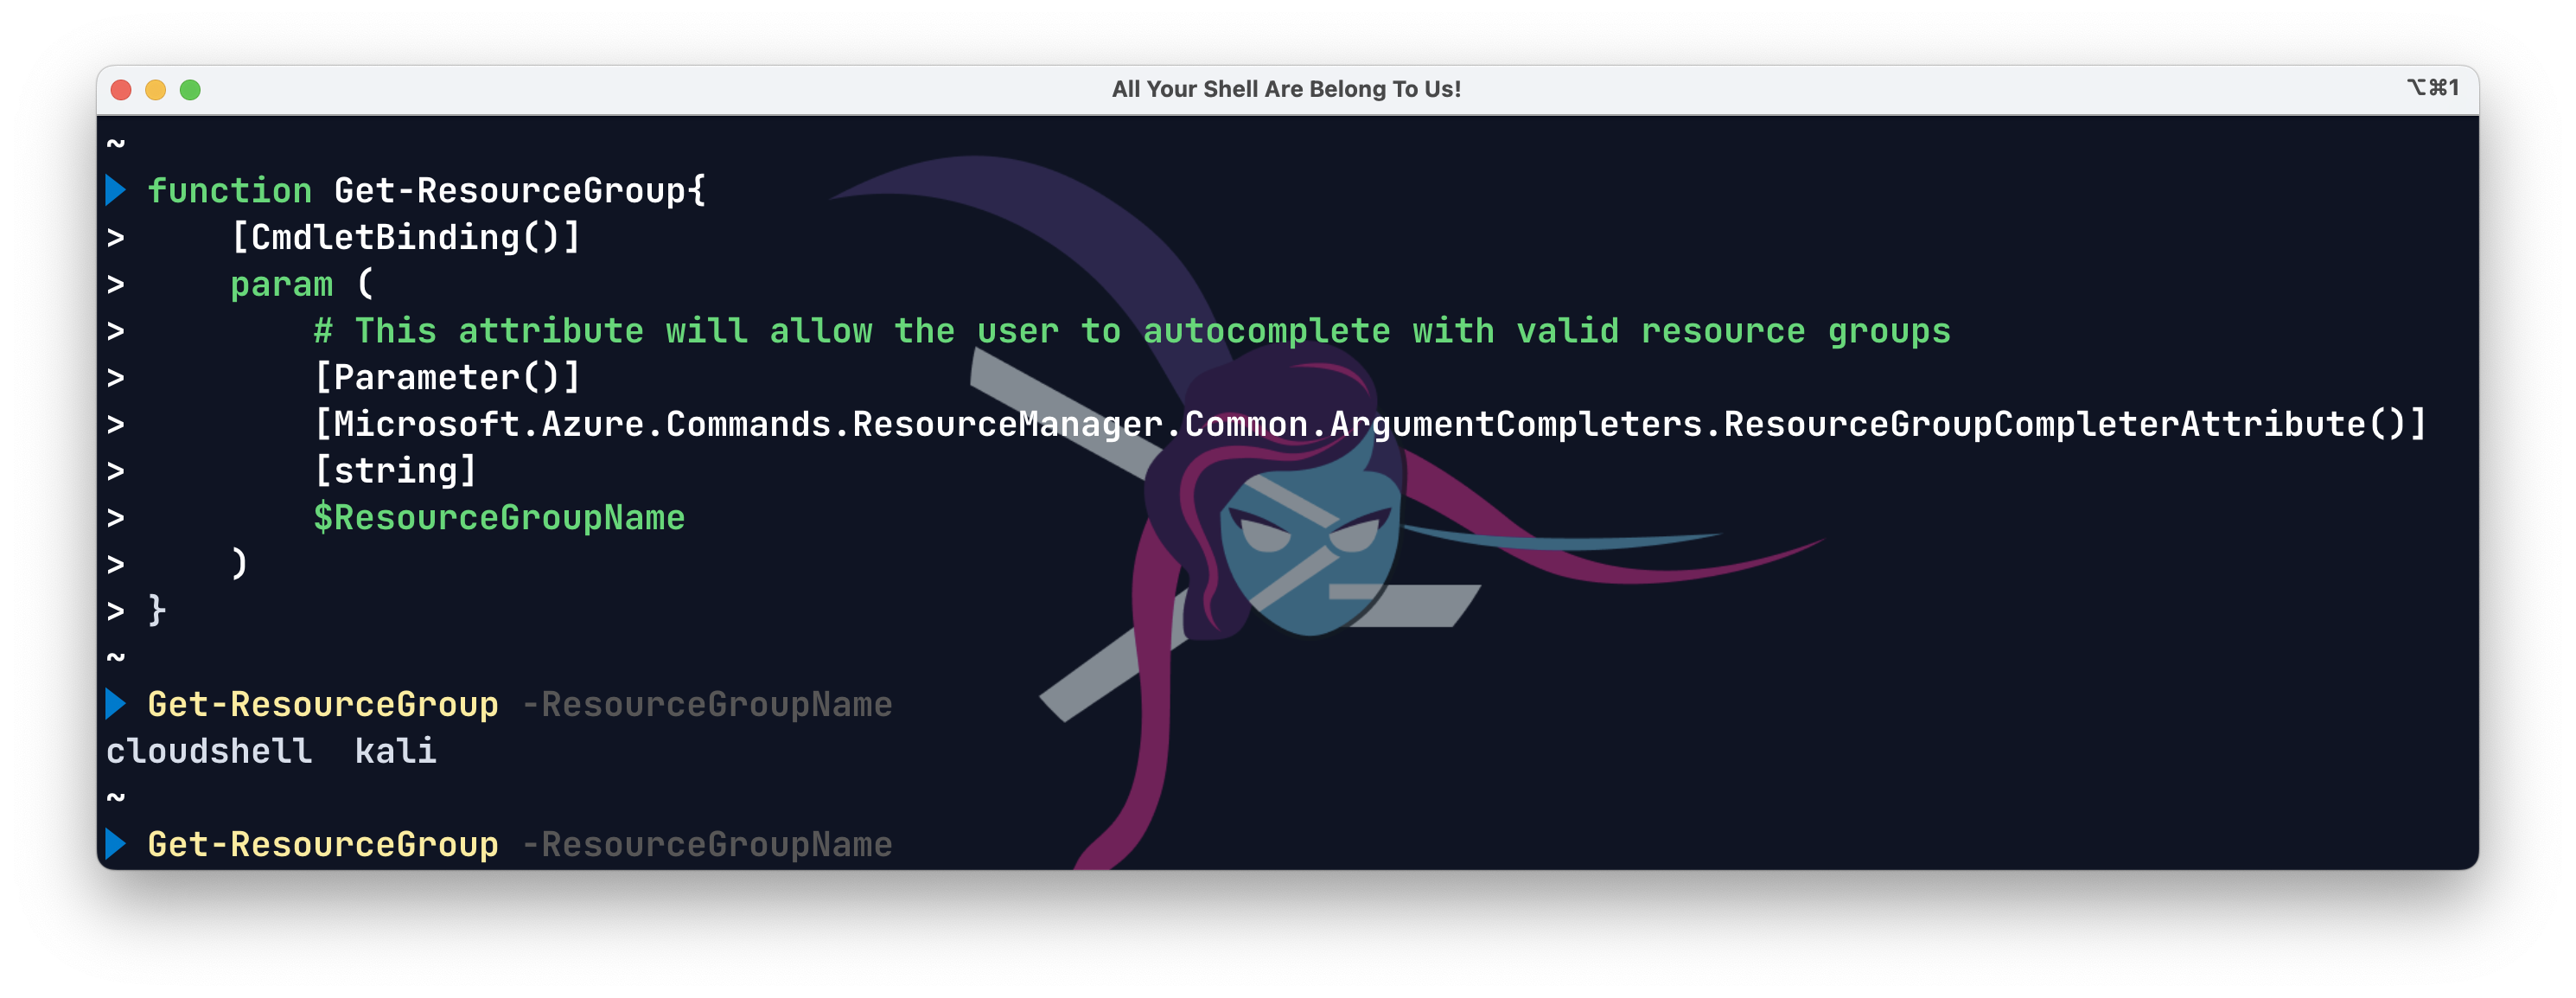 All Your Shell Are Belong To Us!
⌥⌘1
~
function Get-ResourceGroup{
>     [CmdletBinding()]
>     param (
>         # This attribute will allow the user to autocomplete with valid resource groups
>         [Parameter()]
>         [Microsoft.Azure.Commands.ResourceManager.Common.ArgumentCompleters.ResourceGroupCompleterAttribute()]
>         [string]
>         $ResourceGroupName
>     )
> }
~
Get-ResourceGroup -ResourceGroupName
cloudshell  kali
~
Get-ResourceGroup -ResourceGroupName